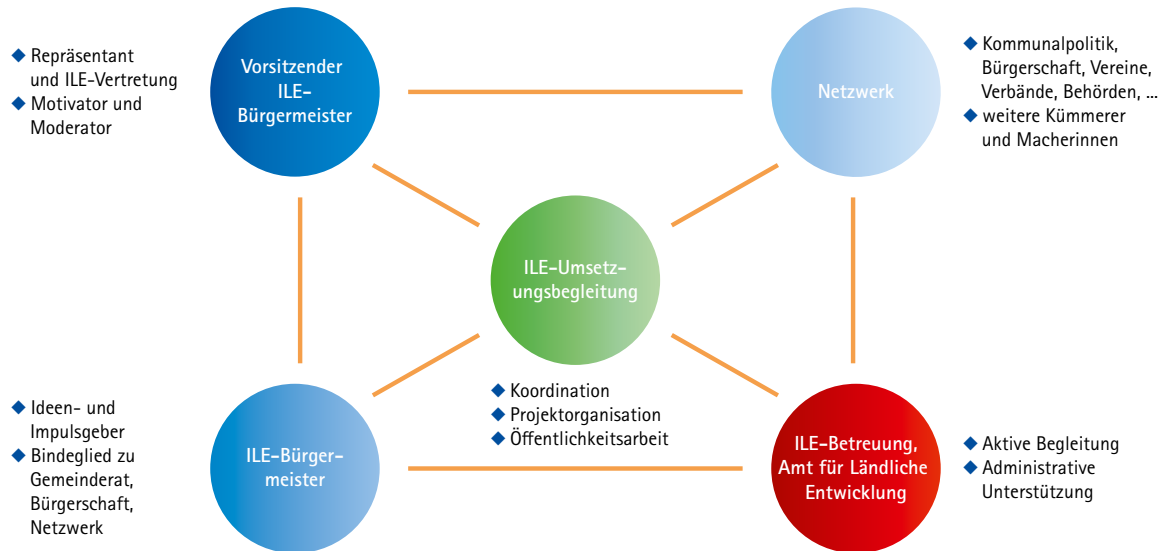 ◆ Repräsentant
und ILE-Vertretung
◆ Motivator und
Moderator
Vorsitzender
ILE-
Bürgermeister
Netzwerk
◆ Kommunalpolitik,
Bürgerschaft, Vereine,
Verbände, Behörden, ...
◆ weitere Kümmerer
und Macherinnen
ILE-Umsetz-
ungsbegleitung
◆ Koordination
◆ Projektorganisation
◆ Öffentlichkeitsarbeit
◆ Ideen- und
Impulsgeber
◆ Bindeglied zu
Gemeinderat,
Bürgerschaft,
Netzwerk
ILE-Bürger-
meister
ILE-Betreuung,
Amt für Ländliche
Entwicklung
◆ Aktive Begleitung
◆ Administrative
Unterstützung